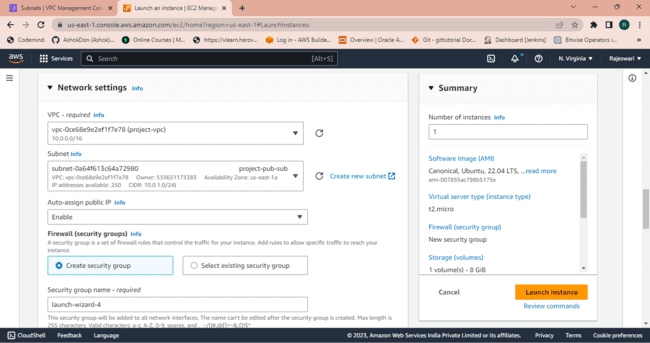 Subnets | VPC Management Con
Launch an instance | EC2 Manag
us-east-1.console.aws.amazon.com/ec2/home?region=us-east-1#LaunchInstances:
Codemind
AshokDon (Ashok)...
Online Courses | M...
https://vlearn.herov...
Log in - AWS Builde...
Overview | Oracle A...
Git - gittutorial Doc...
Dashboard [Jenkins]
Bitwise Operators i...
aws
Services
Search
[Alt+S]
N. Virginia
Rajeswari
Network settings Info
VPC - required Info
vpc-0ce68e9e2ef1f7e78 (project-vpc)
10.0.0.0/16
Subnet Info
subnet-0a64f613c64a72980 project-pub-sub
VPC: vpc-0ce68e9e2ef1f7e78 Owner: 533651173385 Availability Zone: us-east-1a
IP addresses available: 250 CIDR: 10.0.1.0/24)
Create new subnet
Auto-assign public IP Info
Enable
Firewall (security groups) Info
A security group is a set of firewall rules that control the traffic for your instance. Add rules to allow specific traffic to reach your
instance.
Create security group
Select existing security group
Security group name - required
launch-wizard-4
This security group will be added to all network interfaces. The name can't be edited after the security group is created. Max length is
255 characters. Valid characters: a-z, A-Z, 0-9, spaces, and
Summary
Number of instances Info
1
Software Image (AMI)
Canonical, Ubuntu, 22.04 LTS, ...read more
ami-007855ac798b5175e
Virtual server type (instance type)
t2.micro
Firewall (security group)
New security group
Storage (volumes)
1 volume(s) - 8 GiB
Cancel
Launch instance
Review commands
CloudShell
Feedback
Language
© 2023, Amazon Web Services India Private Limited or its affiliates.
Privacy
Terms
Cookie preferences